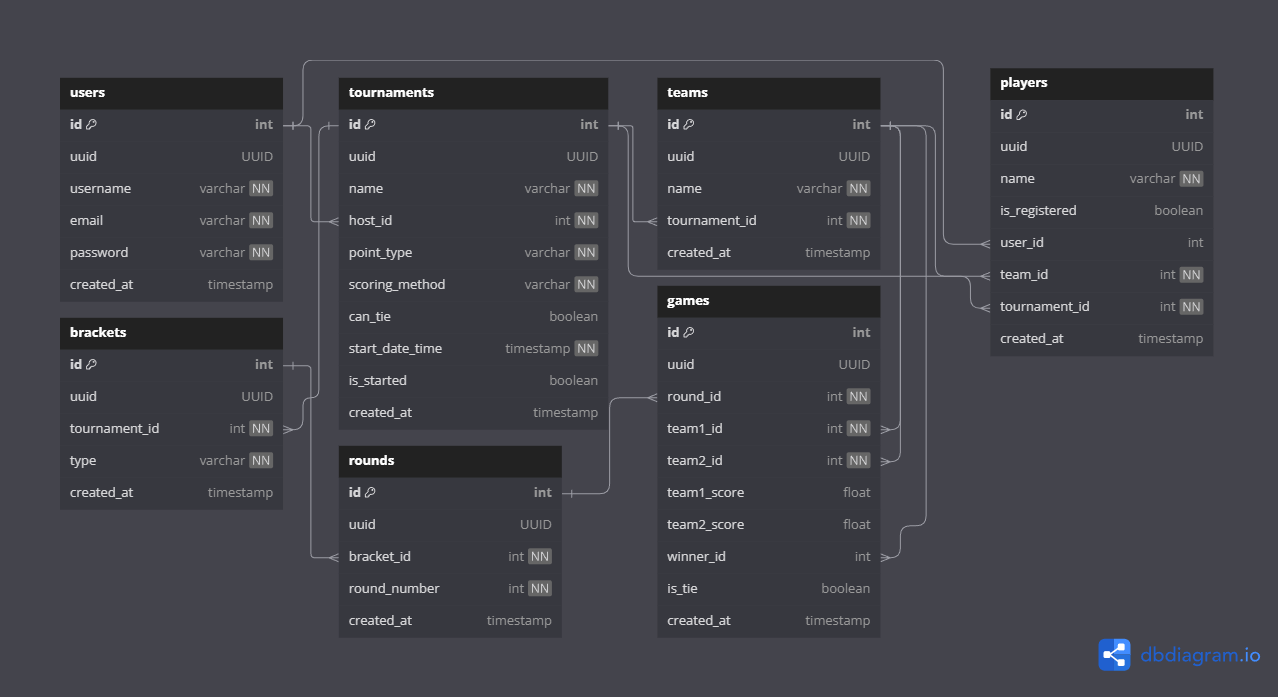 users
id int
uuid UUID
username varchar NN
email varchar NN
password varchar NN
created_at timestamp
brackets
id int
uuid UUID
tournament_id int NN
type varchar NN
created_at timestamp
tournaments
id int
uuid UUID
name varchar NN
host_id int NN
point_type varchar NN
scoring_method varchar NN
can_tie boolean
start_date_time timestamp NN
is_started boolean
created_at timestamp
rounds
id int
uuid UUID
bracket_id int NN
round_number int NN
created_at timestamp
teams
id int
uuid UUID
name varchar NN
tournament_id int NN
created_at timestamp
games
id int
uuid UUID
round_id int NN
team1_id int NN
team2_id int NN
team1_score float
team2_score float
winner_id int
is_tie boolean
created_at timestamp
players
id int
uuid UUID
name varchar NN
is_registered boolean
user_id int
team_id int NN
tournament_id int NN
created_at timestamp
dbdiagram.io